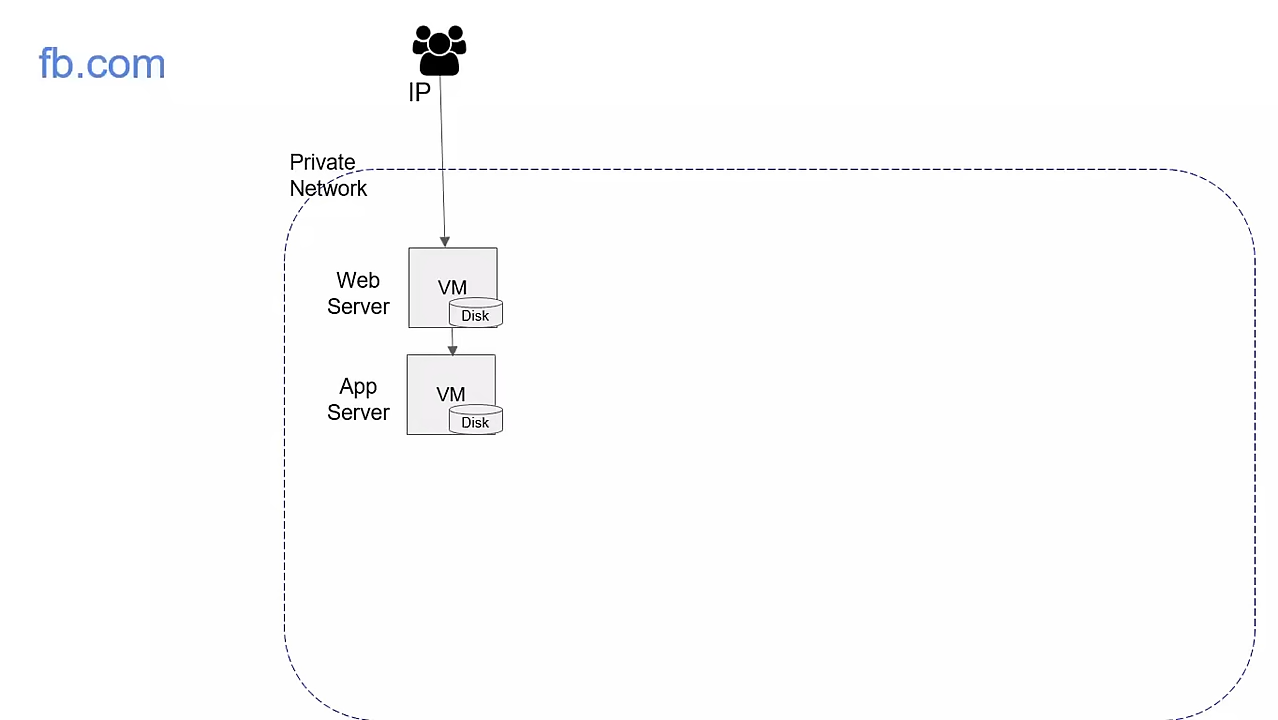 fb.com
IP
Private
Network
Web
Server
VM
Disk
App
Server
VM
Disk